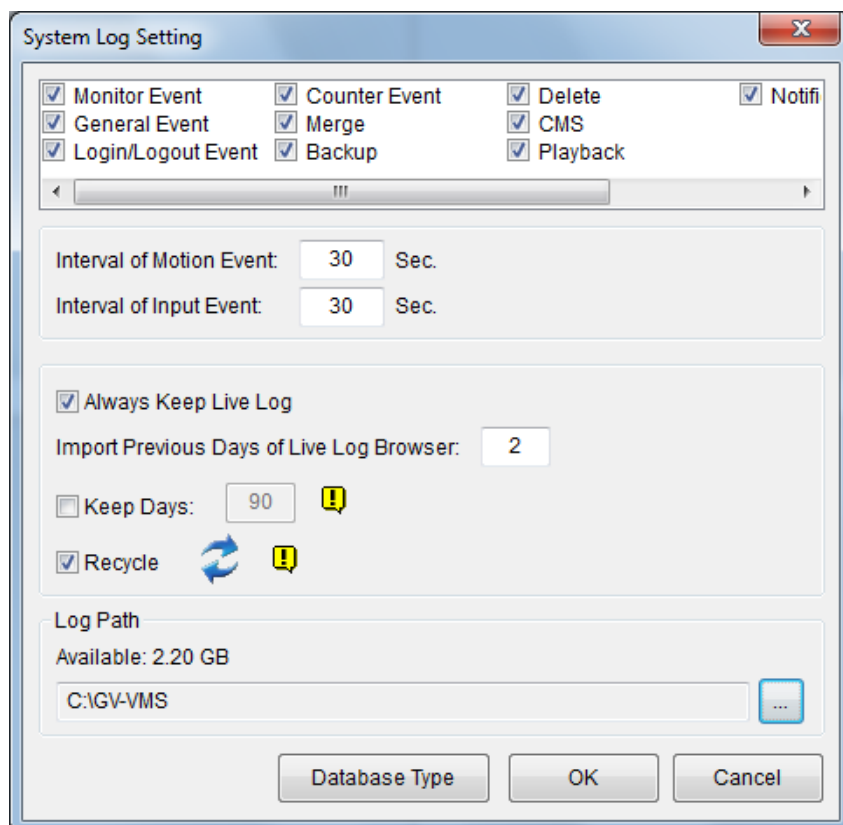 System Log Setting
Monitor Event Counter Event Delete Notifi
General Event Merge CMS
Login/Logout Event Backup Playback
Interval of Motion Event: 30 Sec.
Interval of Input Event: 30 Sec.
Always Keep Live Log
Import Previous Days of Live Log Browser: 2
Keep Days: 90
Recycle
Log Path
Available: 2.20 GB
C:\GV-VMS ...
Database Type OK Cancel